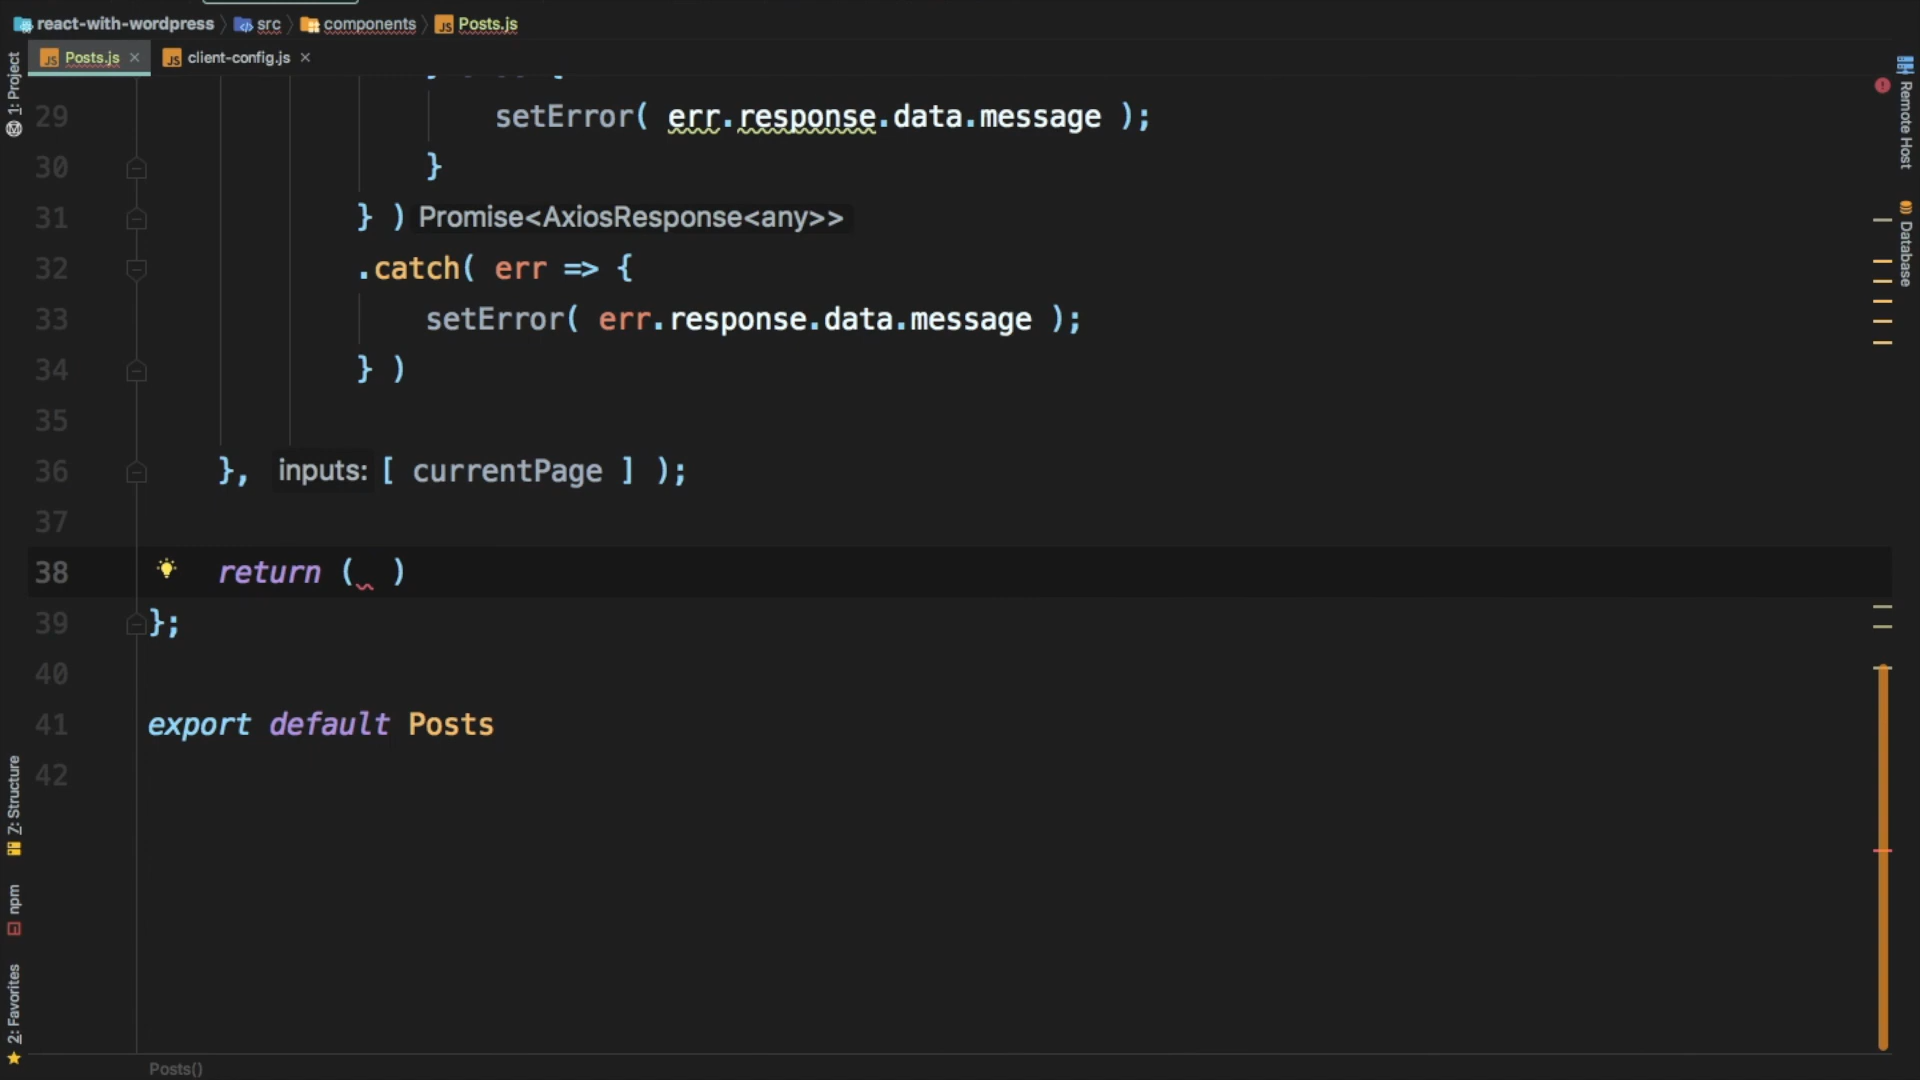 react-with-wordpress src components Posts.js
Posts.js client-config.js
1: Project
Remote Host
Database
29 setError( err.response.data.message );
30 }
31 } ) Promise<AxiosResponse<any>>
32 .catch( err => {
33 setError( err.response.data.message );
34 } )
35
36 }, inputs: [ currentPage ] );
37
38 return ( )
39 };
40
41 export default Posts
42
Z: Structure
npm
2: Favorites
Posts()